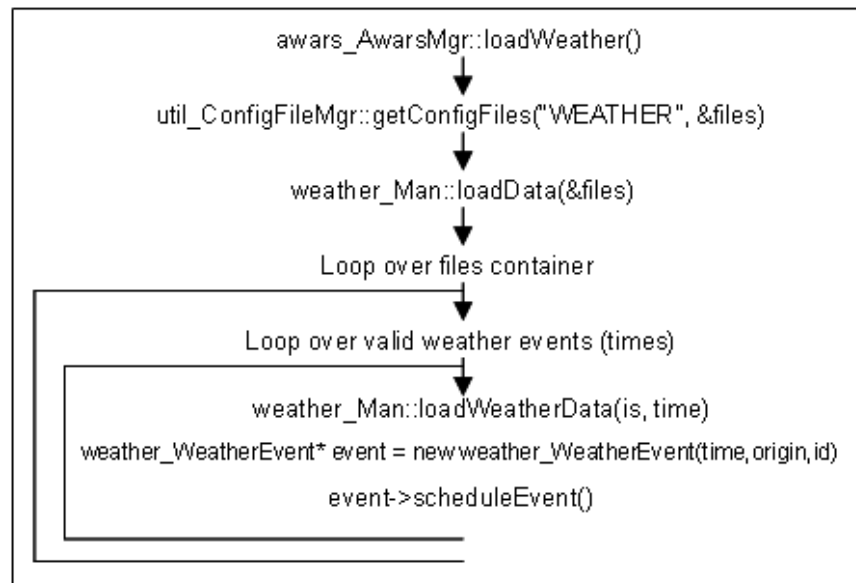 awars_AwarsMgr::loadWeather()
util_ConfigFileMgr::getConfigFiles("WEATHER", &files)
weather_Man::loadData(&files)
Loop over files container
Loop over valid weather events (times)
weather_Man::loadWeatherData(is, time)
weather_WeatherEvent* event = new weather_WeatherEvent(time,origin,id)
event->scheduleEvent()